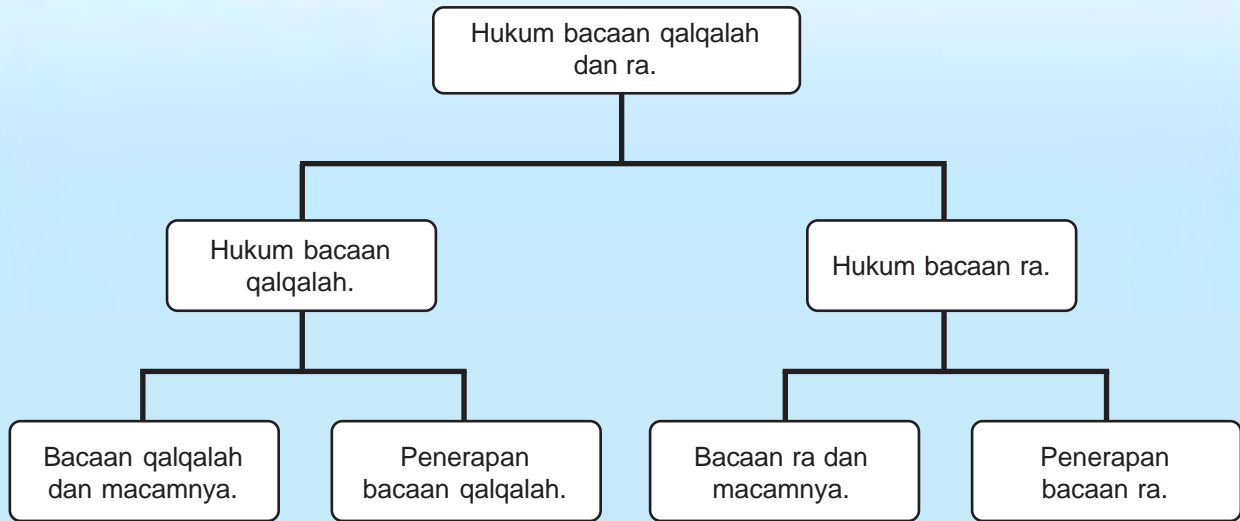 Hukum bacaan qalqalah
dan ra.
Hukum bacaan
qalqalah.
Hukum bacaan ra.
Bacaan qalqalah
dan macamnya.
Penerapan
bacaan qalqalah.
Bacaan ra dan
macamnya.
Penerapan
bacaan ra.